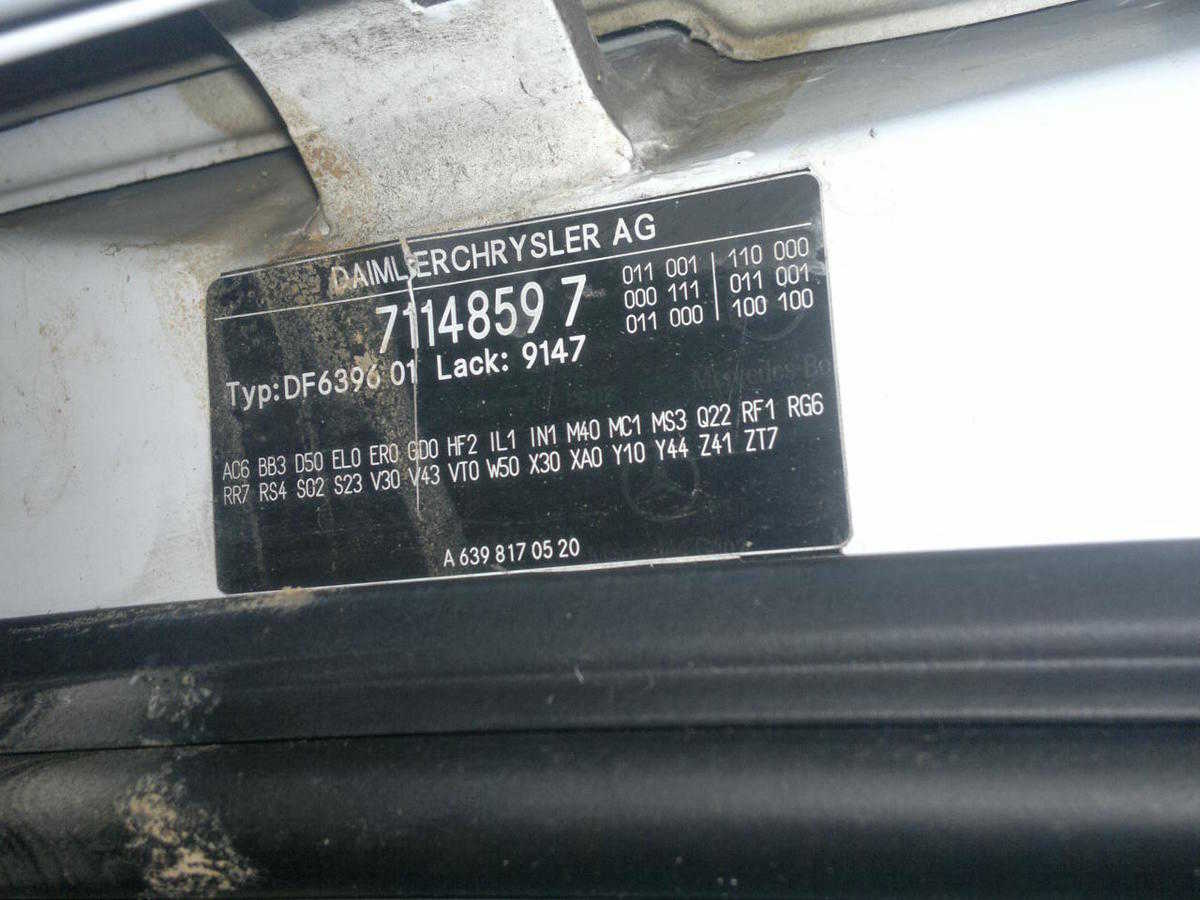 DAIMLERCHRYSLER AG
7114859 7
011 001 | 110 000
000 111 | 011 001
011 000 | 100 100
Typ: DF6396 01 Lack: 9147
AC6 BB3 D50 EL0 ER0 GD0 HF2 IL1 IN1 M40 MC1 MS3 Q22 RF1 RG6
RR7 RS4 S02 S23 V30 V43 VT0 W50 X30 XA0 Y10 Y44 Z41 ZT7
A 639 817 05 20